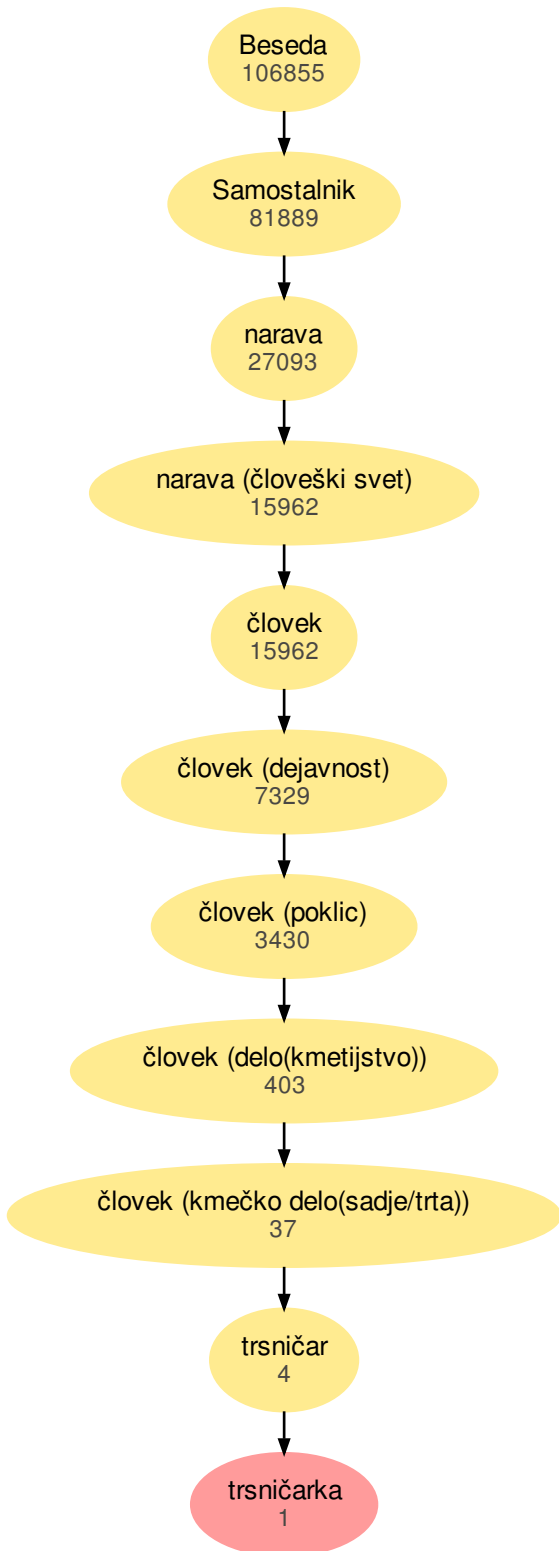 Beseda
106855
Samostalnik
81889
narava
27093
narava (človeški svet)
15962
človek
15962
človek (dejavnost)
7329
človek (poklic)
3430
človek (delo(kmetijstvo))
403
človek (kmečko delo(sadje/trta))
37
trsničar
4
trsničarka
1